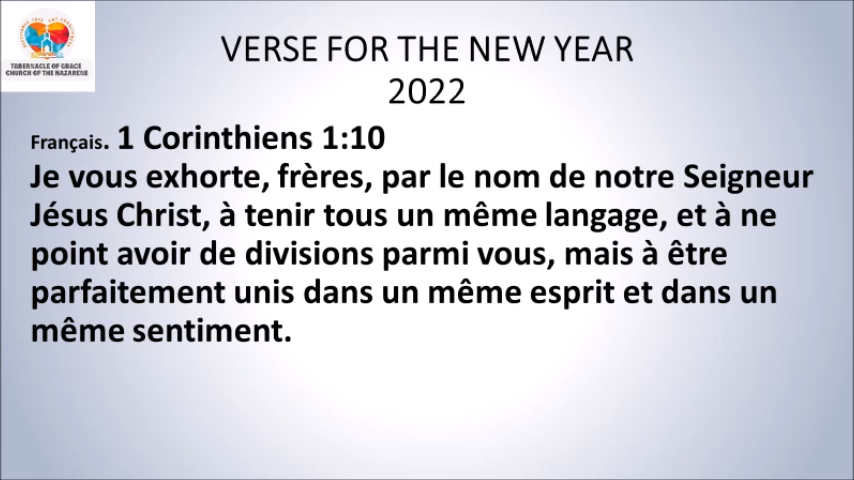 TABERNACLE OF GRACE
CHURCH OF THE NAZARENE
VERSE FOR THE NEW YEAR
2022
Français. 1 Corinthiens 1:10
Je vous exhorte, frères, par le nom de notre Seigneur
Jésus Christ, à tenir tous un même langage, et à ne
point avoir de divisions parmi vous, mais à être
parfaitement unis dans un même esprit et dans un
même sentiment.